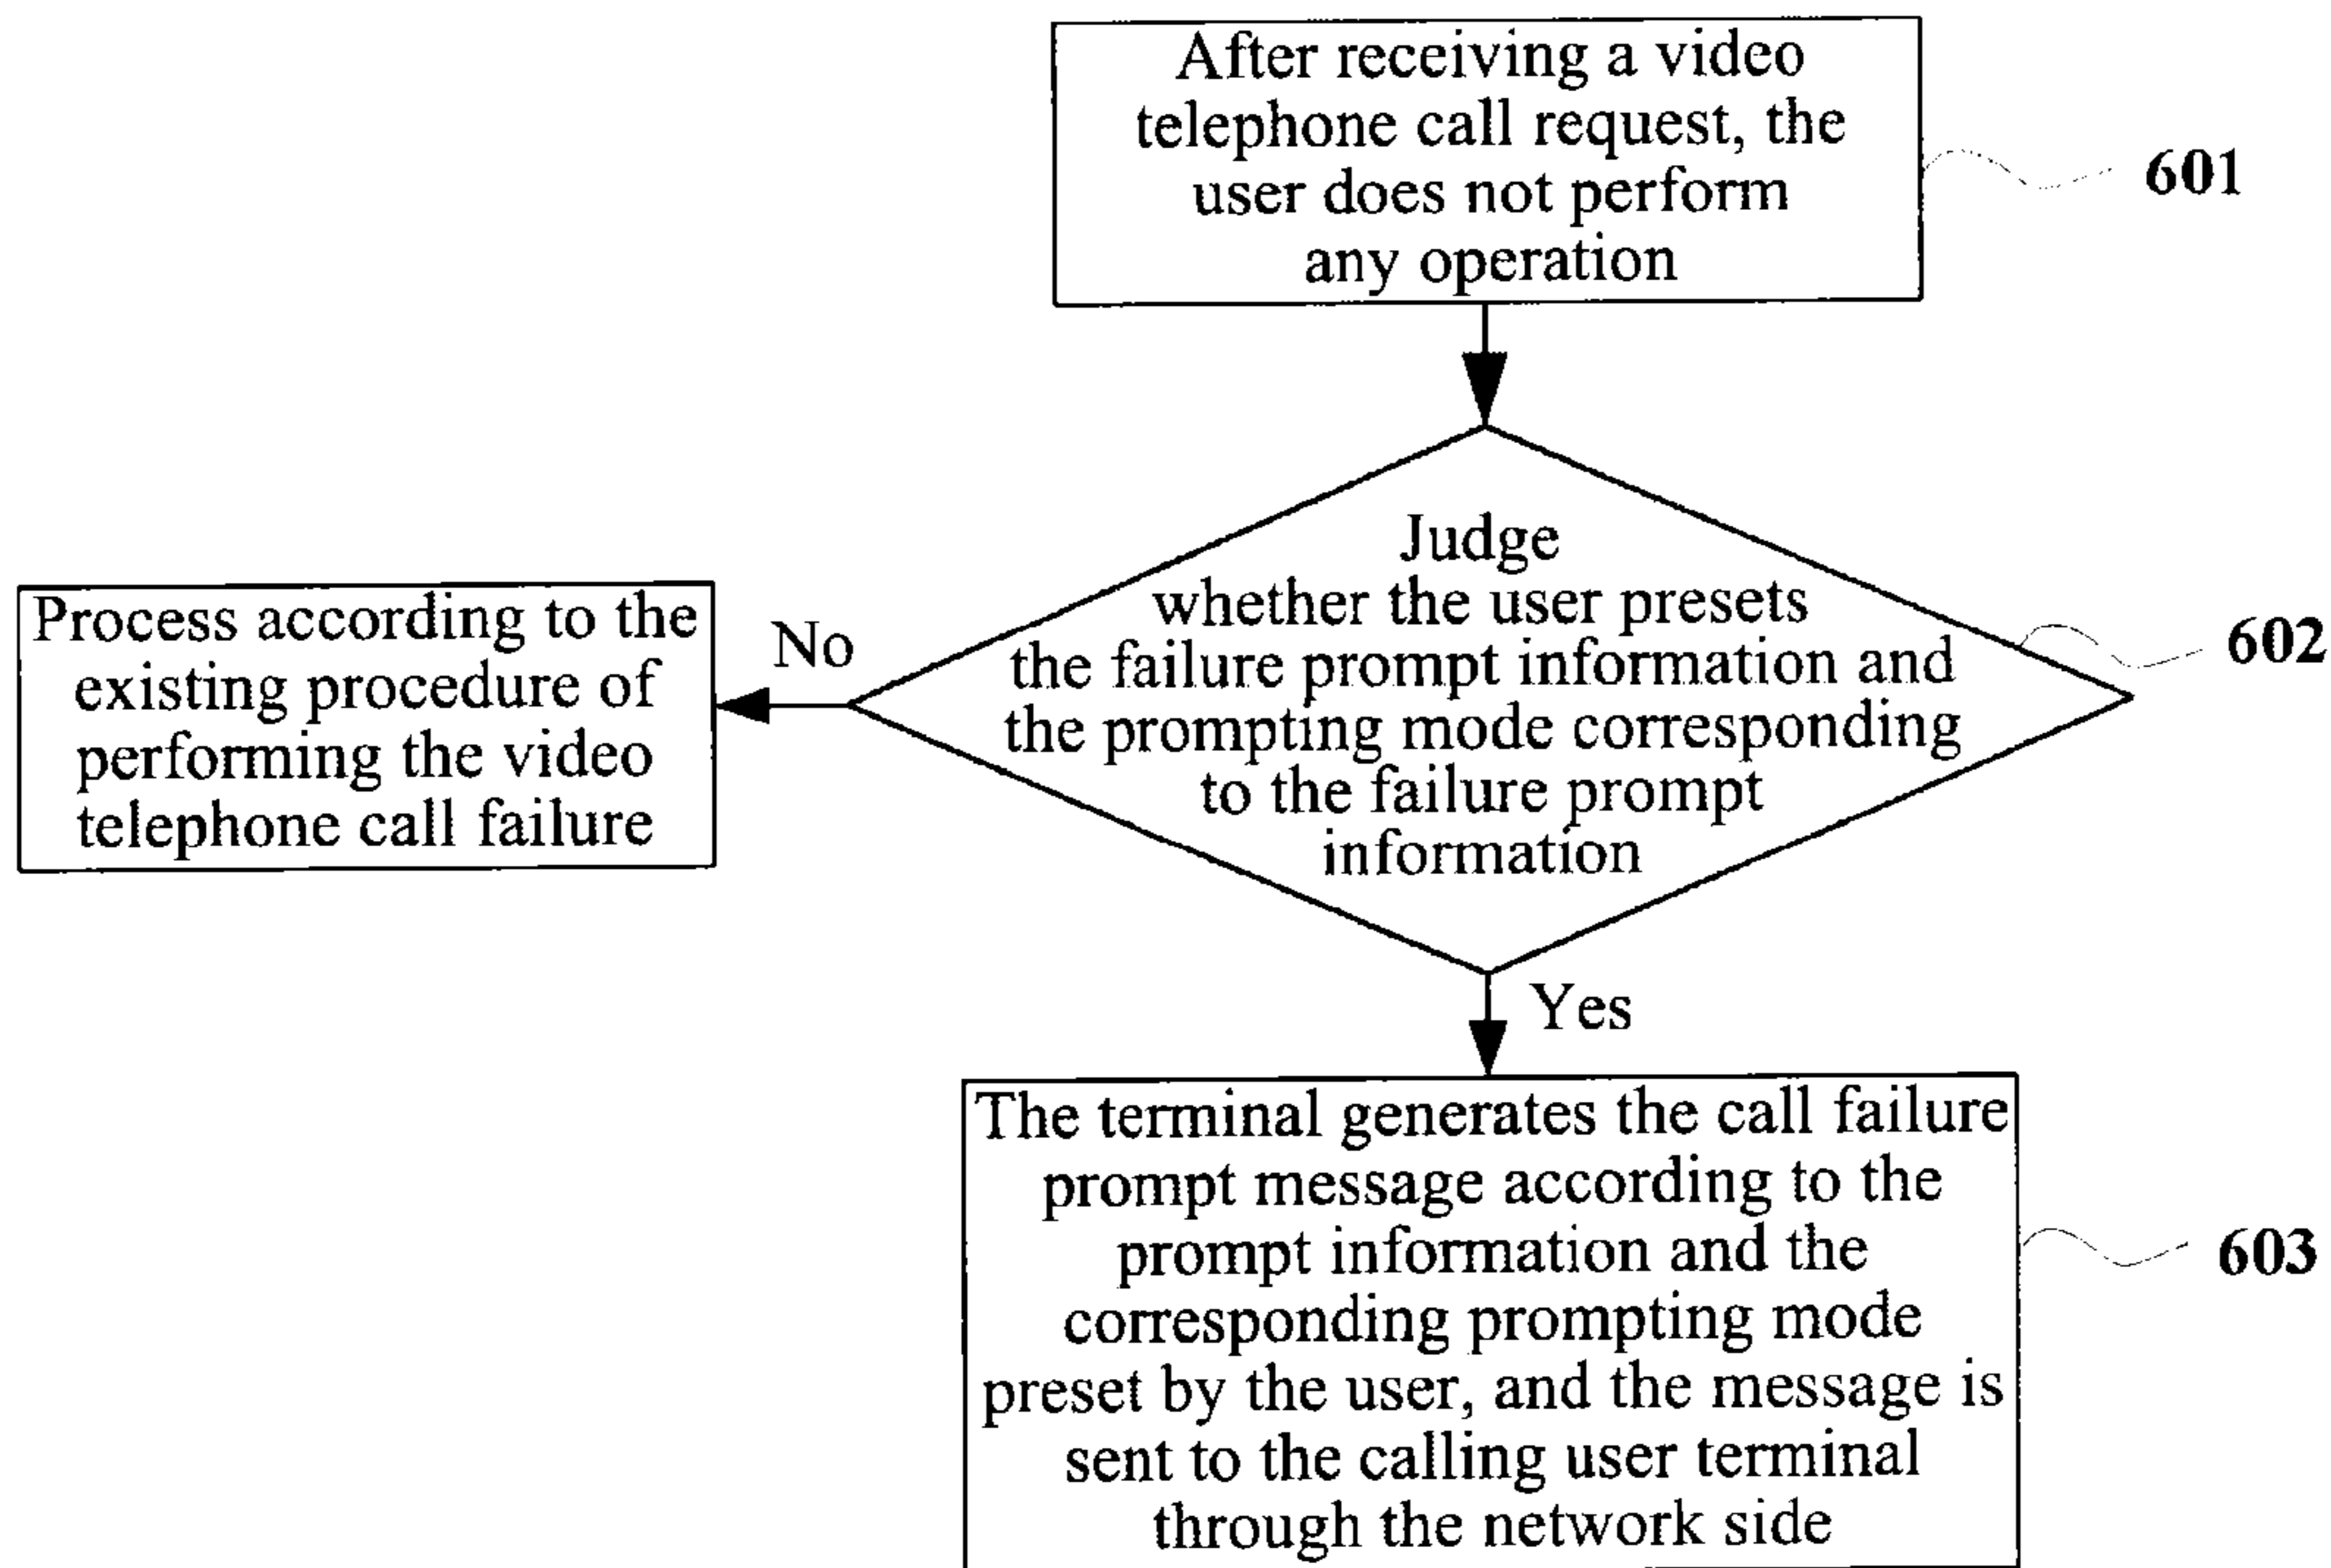 After receiving a video
telephone call request, the
user does not perform
any operation
601
Judge
whether the user presets
the failure prompt information and
the prompting mode corresponding
to the failure prompt
information
602
No
Process according to the
existing procedure of
performing the video
telephone call failure
Yes
The terminal generates the call failure
prompt message according to the
prompt information and the
corresponding prompting mode
preset by the user, and the message is
sent to the calling user terminal
through the network side
603